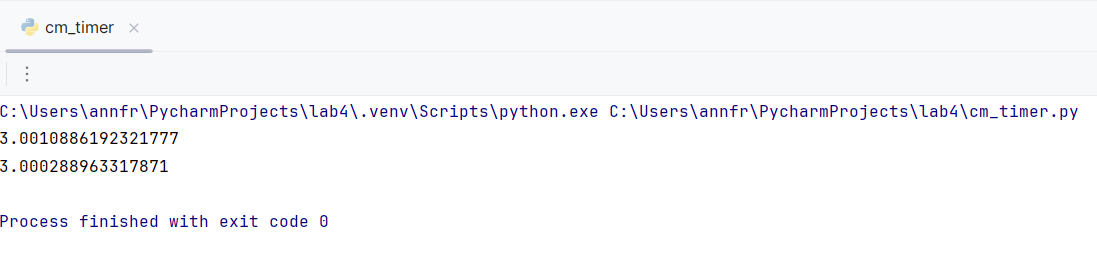 cm_timer
C:\Users\annfr\PycharmProjects\lab4\.venv\Scripts\python.exe C:\Users\annfr\PycharmProjects\lab4\cm_timer.py
3.0010886192321777
3.000288963317871
Process finished with exit code 0